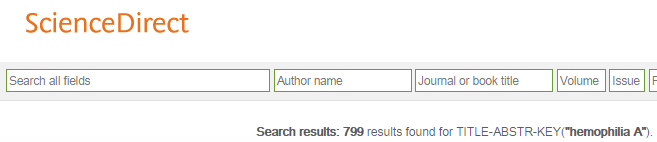 ScienceDirect
Search all fields Author name Journal or book title Volume Issue
Search results: 799 results found for TITLE-ABSTR-KEY("hemophilia A").